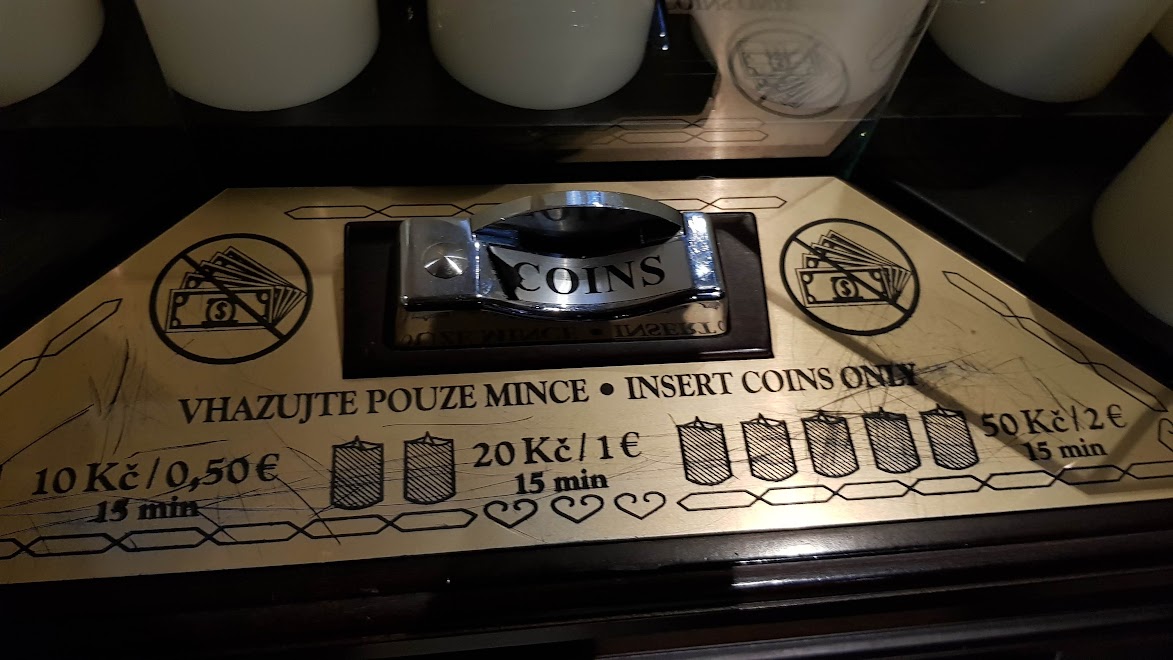 COINS
VHAZUJTE POUZE MINCE • INSERT COINS ONLY
10 Kč / 0,50 €
15 min
20 Kč / 1 €
15 min
50 Kč / 2 €
15 min